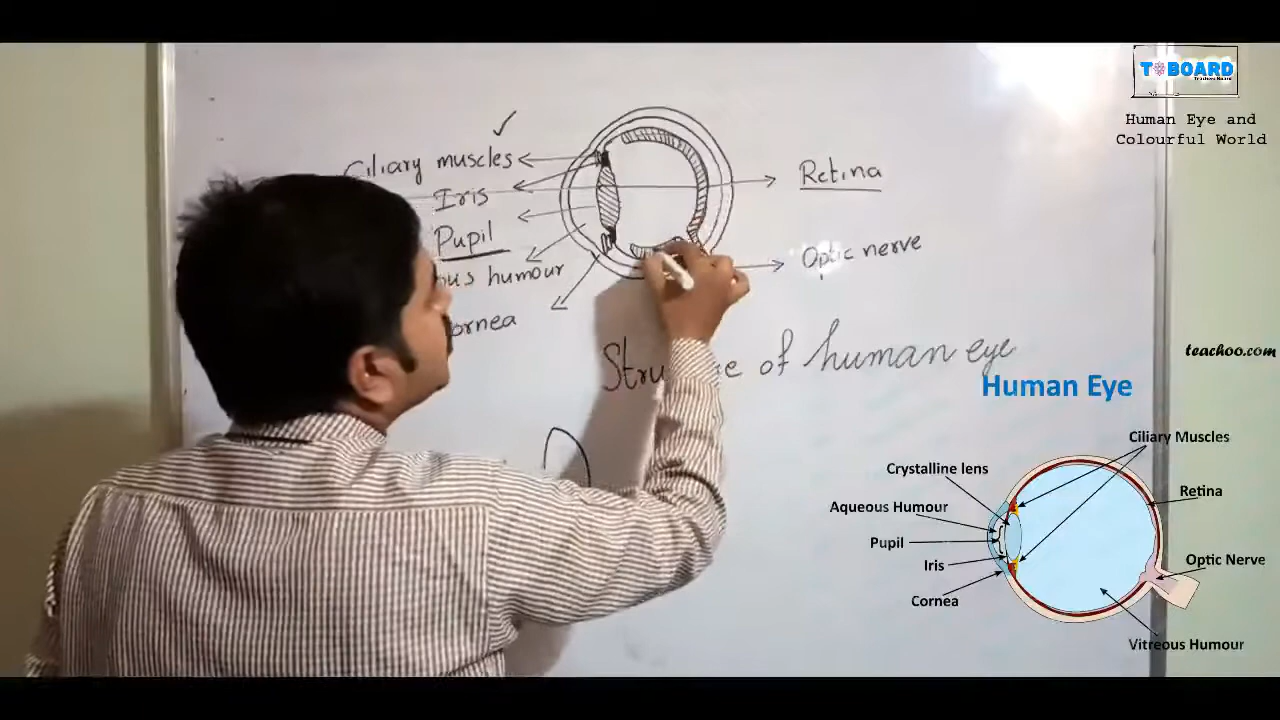 T BOARD
Human Eye and
Colourful World
Ciliary muscles
Iris
Pupil
humour
Retina
Optic nerve
of human eye
teachoo.com
Human Eye
Ciliary Muscles
Crystalline lens
Retina
Aqueous Humour
Pupil
Optic Nerve
Iris
Cornea
Vitreous Humour